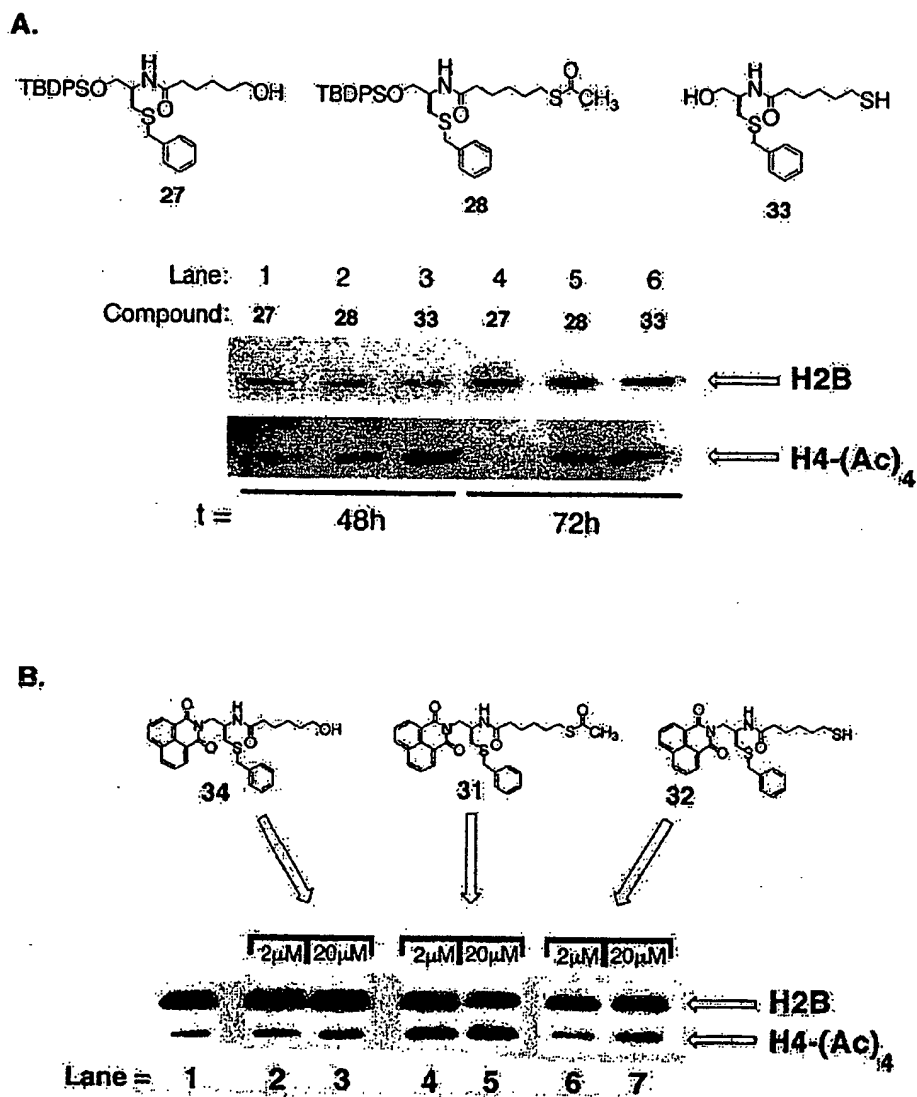 A.
H
TBDPSO
N
O
OH
S
27
H
TBDPSO
N
O
S
O
CH3
S
28
H
HO
N
O
SH
S
33
Lane: 1 2 3 4 5 6
Compound: 27 28 33 27 28 33
H2B
H4-(Ac)4
t = 48h 72h
B.
O
N
O
H
N
O
S
OH
34
O
N
O
H
N
O
S
S
O
CH3
31
O
N
O
H
N
O
S
SH
32
2µM 20µM 2µM 20µM 2µM 20µM
H2B
H4-(Ac)4
Lane = 1 2 3 4 5 6 7